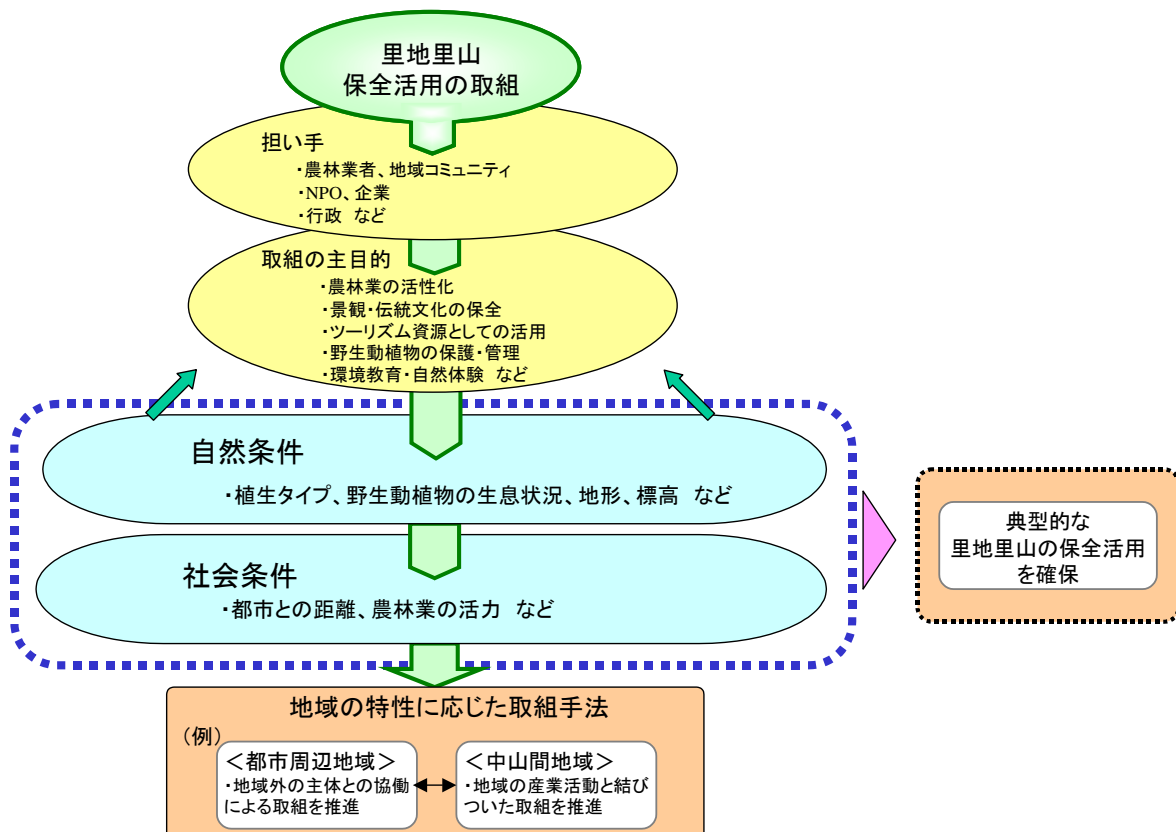 里地里山
保全活用の取組
担い手
・農林業者、地域コミュニティ
・NPO、企業
・行政 など
取組の主目的
・農林業の活性化
・景観・伝統文化の保全
・ツーリズム資源としての活用
・野生動植物の保護・管理
・環境教育・自然体験 など
自然条件
・植生タイプ、野生動植物の生息状況、地形、標高 など
社会条件
・都市との距離、農林業の活力 など
典型的な
里地里山の保全活用
を確保
地域の特性に応じた取組手法
(例)
＜都市周辺地域＞
・地域外の主体との協働
による取組を推進
＜中山間地域＞
・地域の産業活動と結び
ついた取組を推進